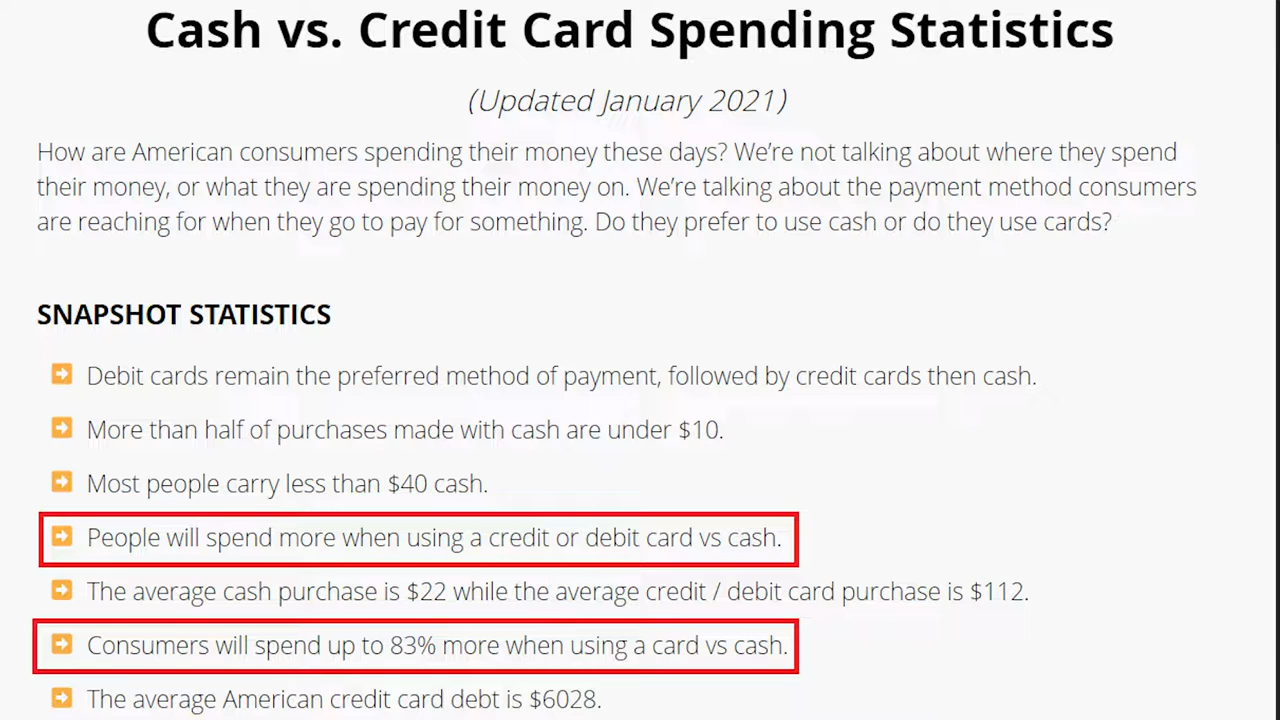 Cash vs. Credit Card Spending Statistics
(Updated January 2021)
How are American consumers spending their money these days? We’re not talking about where they spend
their money, or what they are spending their money on. We’re talking about the payment method consumers
are reaching for when they go to pay for something. Do they prefer to use cash or do they use cards?
SNAPSHOT STATISTICS
Debit cards remain the preferred method of payment, followed by credit cards then cash.
More than half of purchases made with cash are under $10.
Most people carry less than $40 cash.
People will spend more when using a credit or debit card vs cash.
The average cash purchase is $22 while the average credit / debit card purchase is $112.
Consumers will spend up to 83% more when using a card vs cash.
The average American credit card debt is $6028.